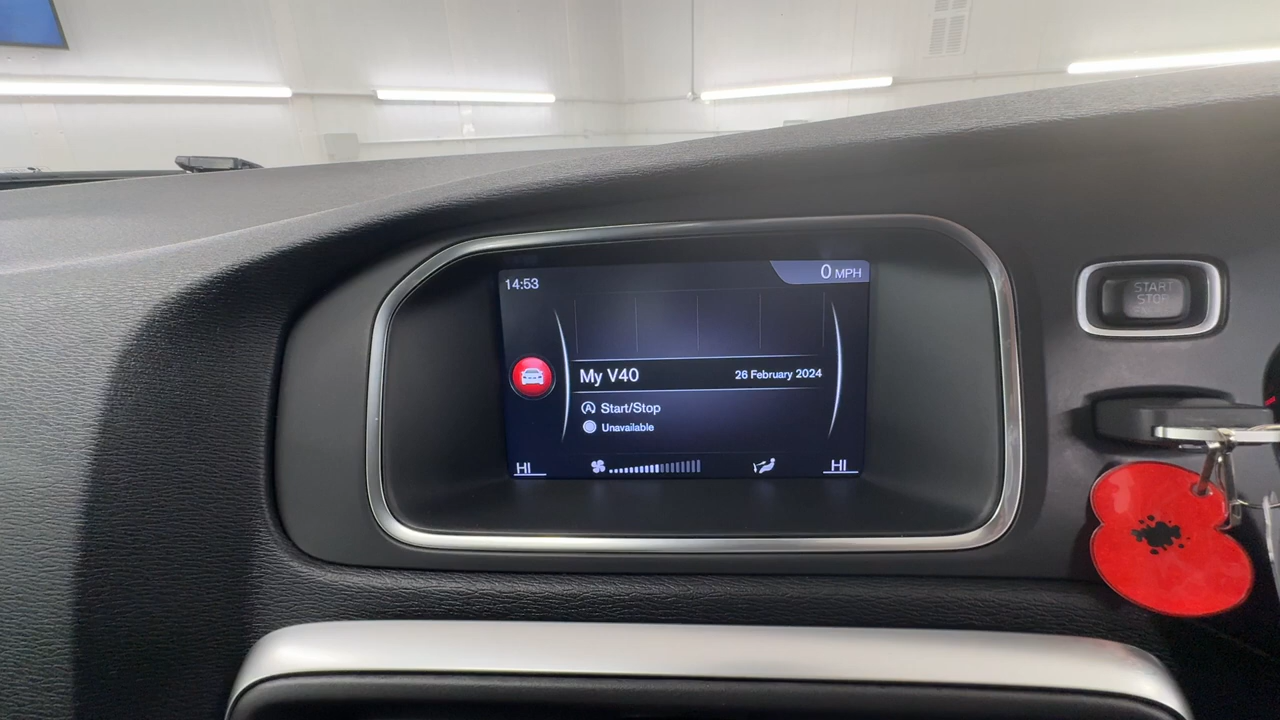 14:53
0 MPH
My V40
26 February 2024
Start/Stop
Unavailable
HI
HI
START
STOP